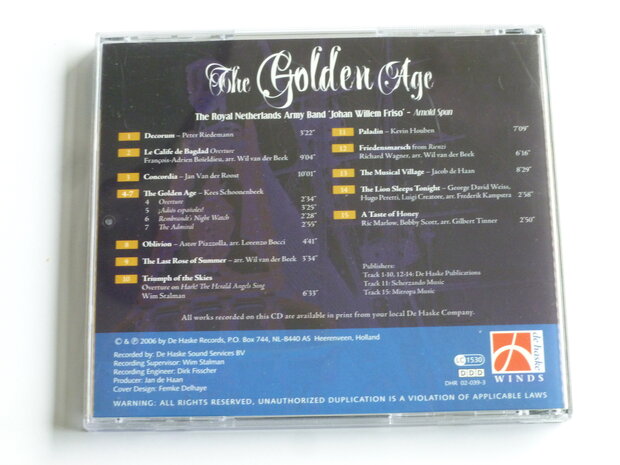 The Golden Age
The Royal Netherlands Army Band 'Johan Willem Friso' - Arnold Span
1 Decorum – Peter Riedemann 3'22"
2 Le Calife de Bagdad Overture
François-Adrien Boïeldieu, arr. Wil van der Beek 9'04"
3 Concordia – Jan Van der Roost 10'01"
4-7 The Golden Age – Kees Schoonenbeek
4 Overture 2'34"
5 ¡Adiós españoles! 3'25"
6 Rembrandt's Night Watch 2'28"
7 The Admiral 2'55"
8 Oblivion – Astor Piazzolla, arr. Lorenzo Bocci 4'41"
9 The Last Rose of Summer – arr. Wil van der Beek 3'34"
10 Triumph of the Skies
Overture on Hark! The Herald Angels Sing
Wim Stalman 6'33"
11 Paladin – Kevin Houben 7'09"
12 Friedensmarsch from Rienzi
Richard Wagner, arr. Wil van der Beek 6'16"
13 The Musical Village – Jacob de Haan 8'29"
14 The Lion Sleeps Tonight – George David Weiss,
Hugo Peretti, Luigi Creatore, arr. Frederik Kampstra 2'58"
15 A Taste of Honey
Ric Marlow, Bobby Scott, arr. Gilbert Tinner 2'50"
Publishers:
Track 1-10, 12-14: De Haske Publications
Track 11: Scherzando Music
Track 15: Mitropa Music
All works recorded on this CD are available in print from your local De Haske Company.
© & ℗ 2006 by De Haske Records, P.O. Box 744, NL-8440 AS Heerenveen, Holland
Recorded by: De Haske Sound Services BV
Recording Supervisor: Wim Stalman
Recording Engineer: Dirk Fisscher
Producer: Jan de Haan
Cover Design: Femke Delhaye
LC 1530
DDD
DHR 02-039-3
de haske
WINDS
WARNING: ALL RIGHTS RESERVED, UNAUTHORIZED DUPLICATION IS A VIOLATION OF APPLICABLE LAWS